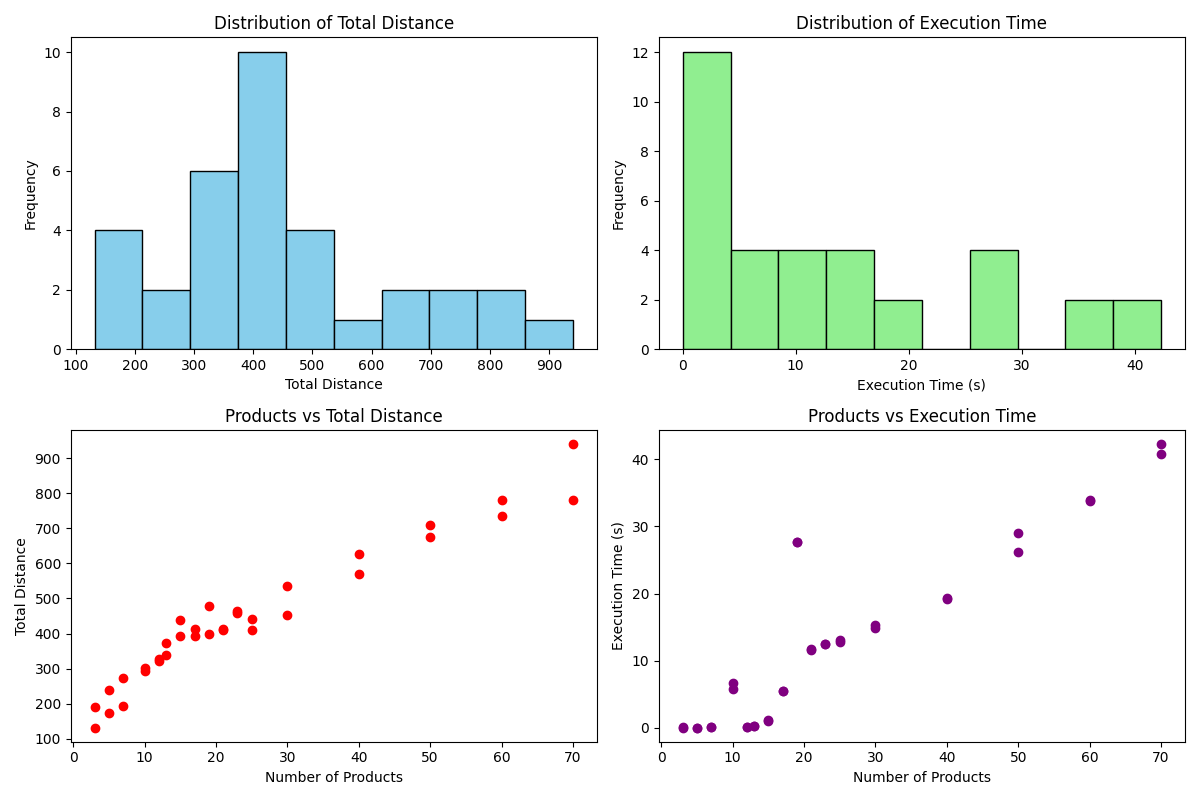 Distribution of Total Distance
Frequency
10
8
6
4
2
0
100 200 300 400 500 600 700 800 900
Total Distance
Distribution of Execution Time
Frequency
12
10
8
6
4
2
0
0 10 20 30 40
Execution Time (s)
Products vs Total Distance
Total Distance
900
800
700
600
500
400
300
200
100
0 10 20 30 40 50 60 70
Number of Products
Products vs Execution Time
Execution Time (s)
40
30
20
10
0
0 10 20 30 40 50 60 70
Number of Products